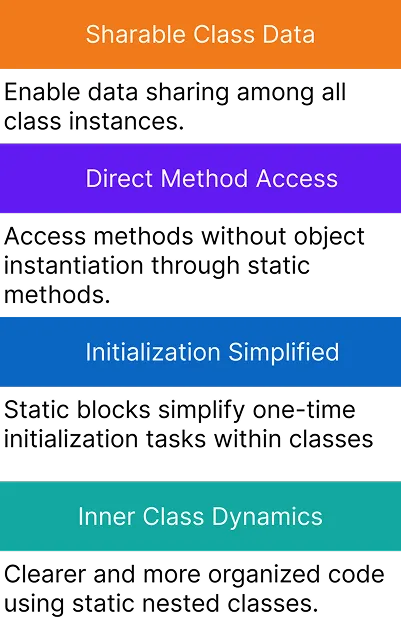 Sharable Class Data
Enable data sharing among all
class instances.
Direct Method Access
Access methods without object
instantiation through static
methods.
Initialization Simplified
Static blocks simplify one-time
initialization tasks within classes
Inner Class Dynamics
Clearer and more organized code
using static nested classes.